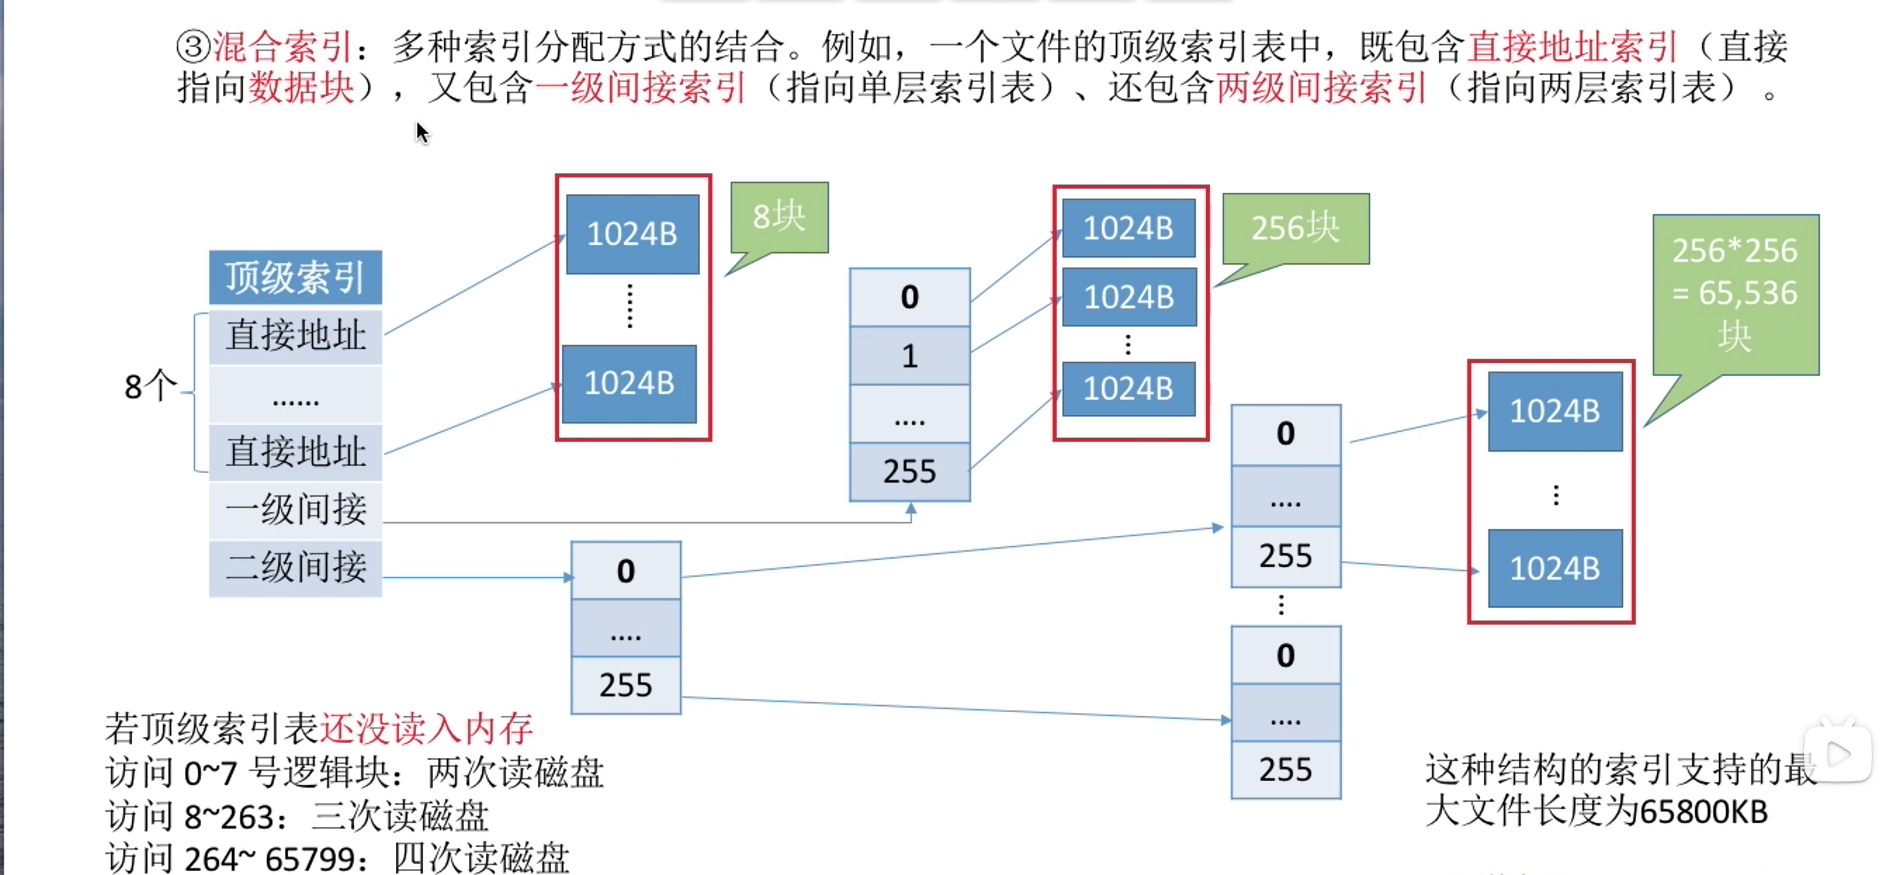 ③混合索引：多种索引分配方式的结合。例如，一个文件的顶级索引表中，既包含直接地址索引（直接
指向数据块），又包含一级间接索引（指向单层索引表）、还包含两级间接索引（指向两层索引表）。
顶级索引
直接地址
......
直接地址
一级间接
二级间接
8个
1024B
1024B
8块
0
1
....
255
1024B
1024B
1024B
256块
0
....
255
0
....
255
0
....
255
1024B
1024B
256*256
= 65,536
块
若顶级索引表还没读入内存
访问 0~7 号逻辑块：两次读磁盘
访问 8~263：三次读磁盘
访问 264~ 65799：四次读磁盘
这种结构的索引支持的最
大文件长度为65800KB